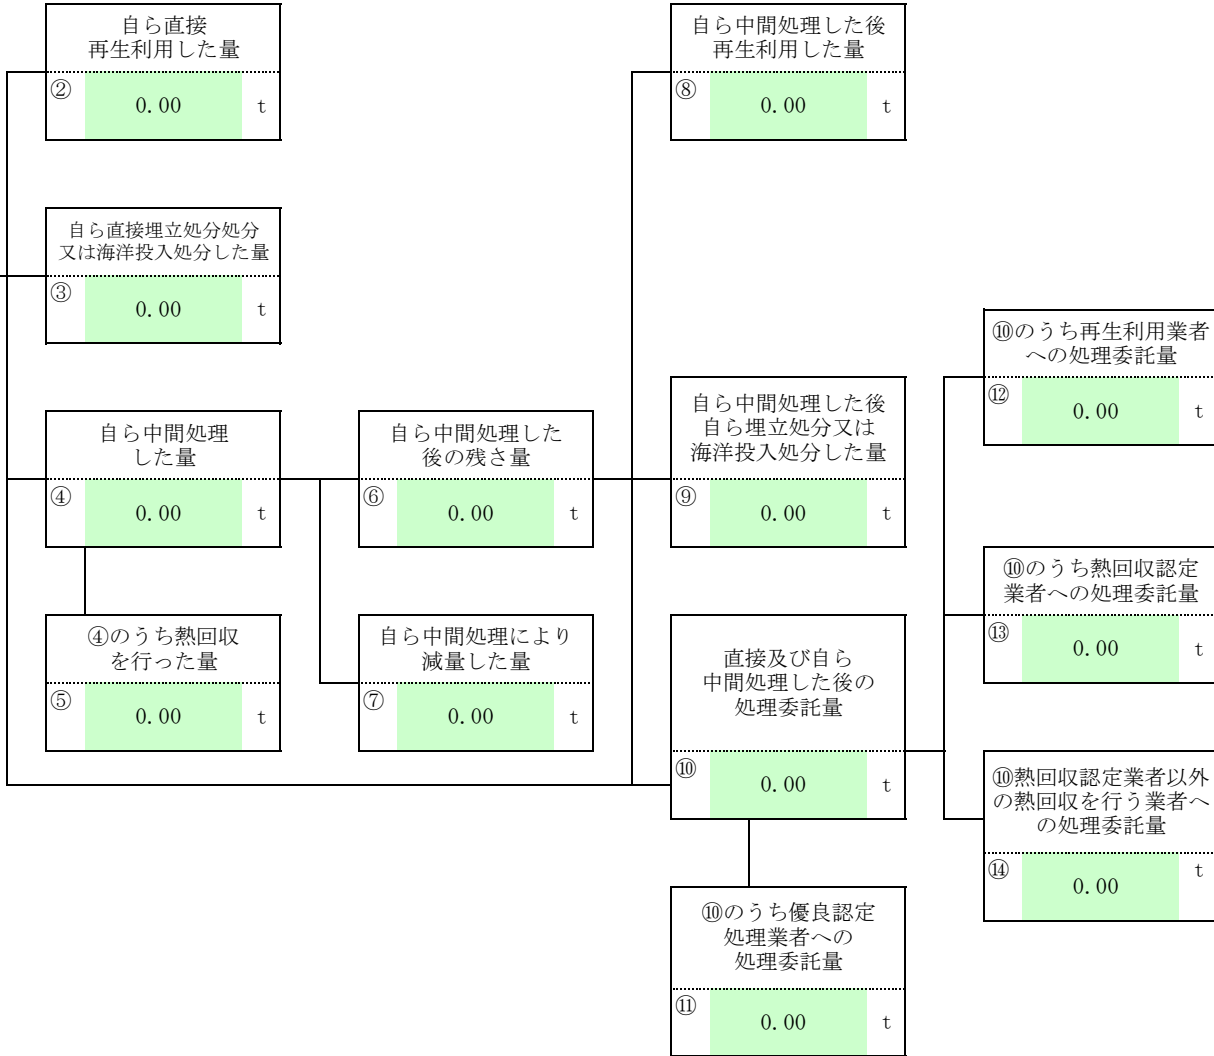 自ら直接
再生利用した量
②
0.00
t
自ら中間処理した後
再生利用した量
⑧
0.00
t
自ら直接埋立処分処分
又は海洋投入処分した量
③
0.00
t
⑩のうち再生利用業者
への処理委託量
⑫
0.00
t
自ら中間処理
した量
④
0.00
t
自ら中間処理した
後の残さ量
⑥
0.00
t
自ら中間処理した後
自ら埋立処分又は
海洋投入処分した量
⑨
0.00
t
⑩のうち熱回収認定
業者への処理委託量
⑬
0.00
t
④のうち熱回収
を行った量
⑤
0.00
t
自ら中間処理により
減量した量
⑦
0.00
t
直接及び自ら
中間処理した後の
処理委託量
⑩
0.00
t
⑩熱回収認定業者以外
の熱回収を行う業者へ
の処理委託量
⑭
0.00
t
⑩のうち優良認定
処理業者への
処理委託量
⑪
0.00
t